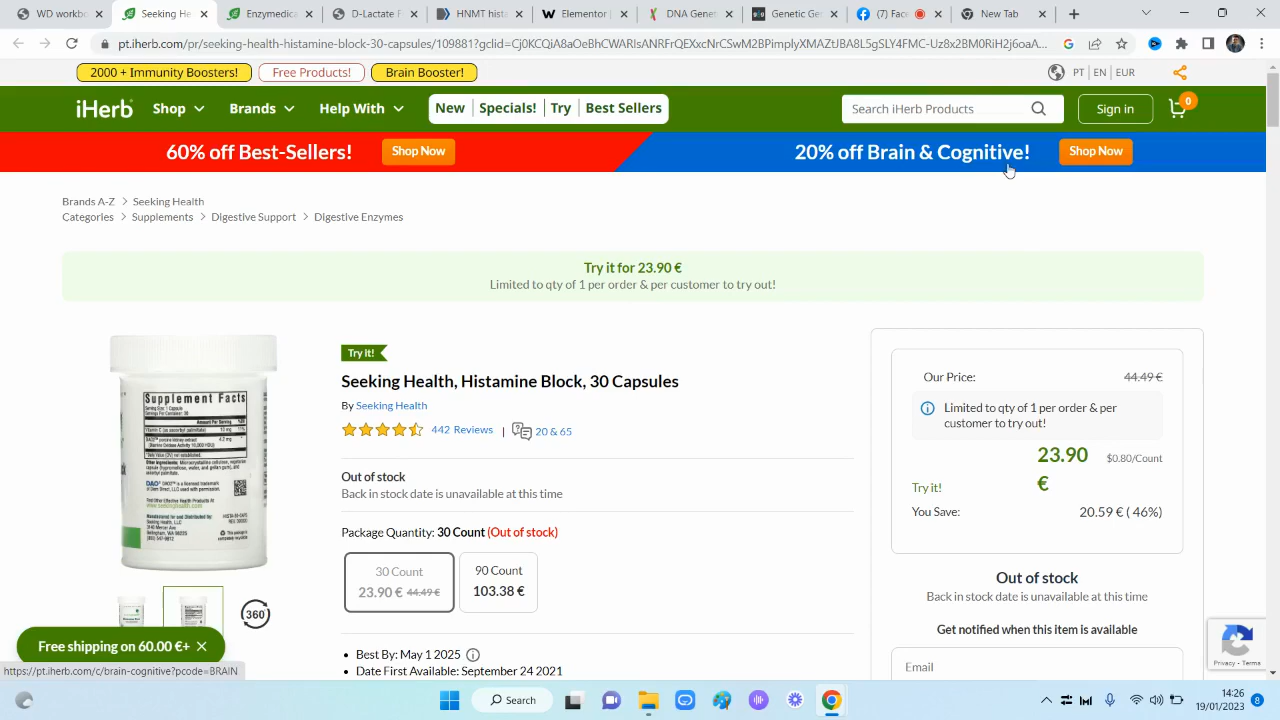 WD workbo
Seeking H
Enzymedica
D-Lactate F
HNMT hista
Elementor |
DNA Geneti
Genetic Ge
(7) Face
New Tab
pt.iherb.com/pr/seeking-health-histamine-block-30-capsules/
2000 + Immunity Boosters!
Free Products!
Brain Booster!
PT | EN | EUR
iHerb
Shop
Brands
Help With
New
Specials!
Try
Best Sellers
Search iHerb Products
Sign in
0
60% off Best-Sellers!
Shop Now
20% off Brain & Cognitive!
Shop Now
Brands A-Z > Seeking Health
Categories > Supplements > Digestive Support > Digestive Enzymes
Try it for 23.90 €
Limited to qty of 1 per order & per customer to try out!
Supplement Facts
Try it!
Seeking Health, Histamine Block, 30 Capsules
By Seeking Health
442 Reviews | 20 & 65
Out of stock
Back in stock date is unavailable at this time
Package Quantity: 30 Count (Out of stock)
30 Count
23.90 € 44.49 €
90 Count
103.38 €
Best By: May 1 2025
Date First Available: September 24 2021
360
Our Price: 44.49 €
Limited to qty of 1 per order & per customer to try out!
Try it! 23.90 € $0.80/Count
You Save: 20.59 € ( 46%)
Out of stock
Back in stock date is unavailable at this time
Get notified when this item is available
Email
Privacy - Terms
Free shipping on 60.00 €+
https://pt.iherb.com/c/brain-cognitive?pcode=BRAIN
Search
14:26
19/01/2023
8